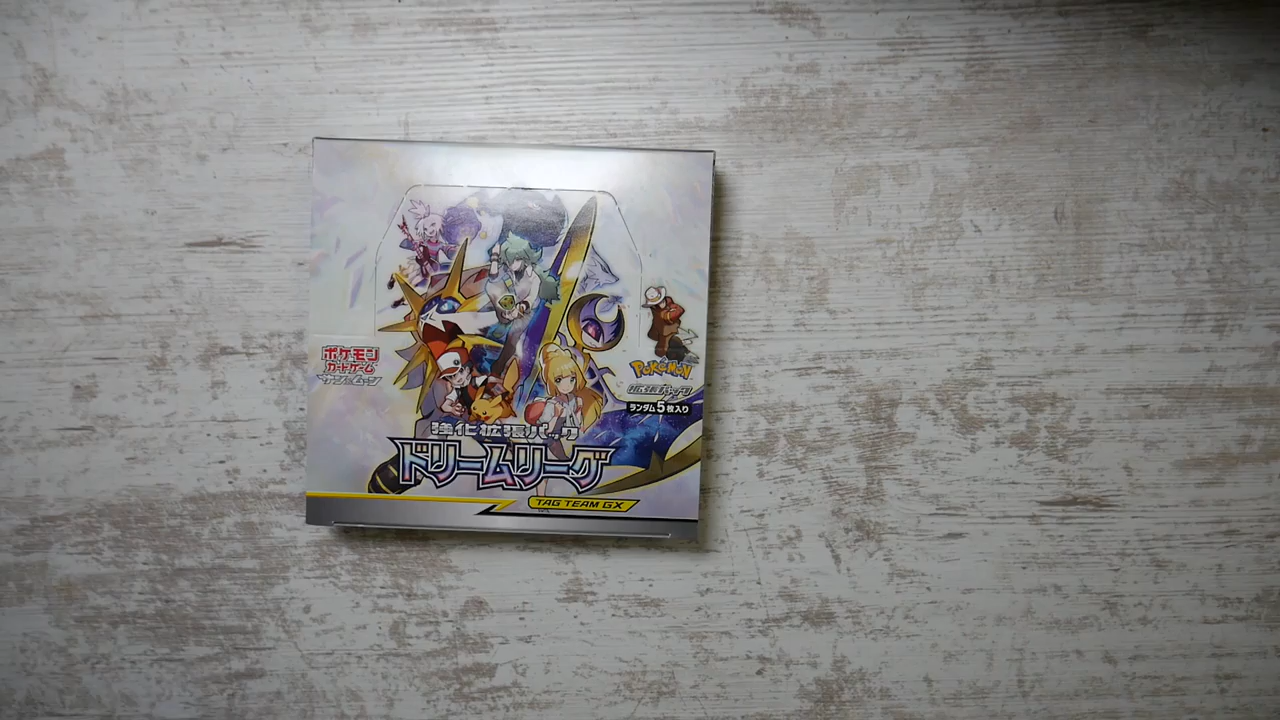 ポケモン
カードゲーム
サン&ムーン
Pokémon
拡張パック
ランダム5枚入り
強化拡張パック
ドリームリーグ
TAG TEAM GX